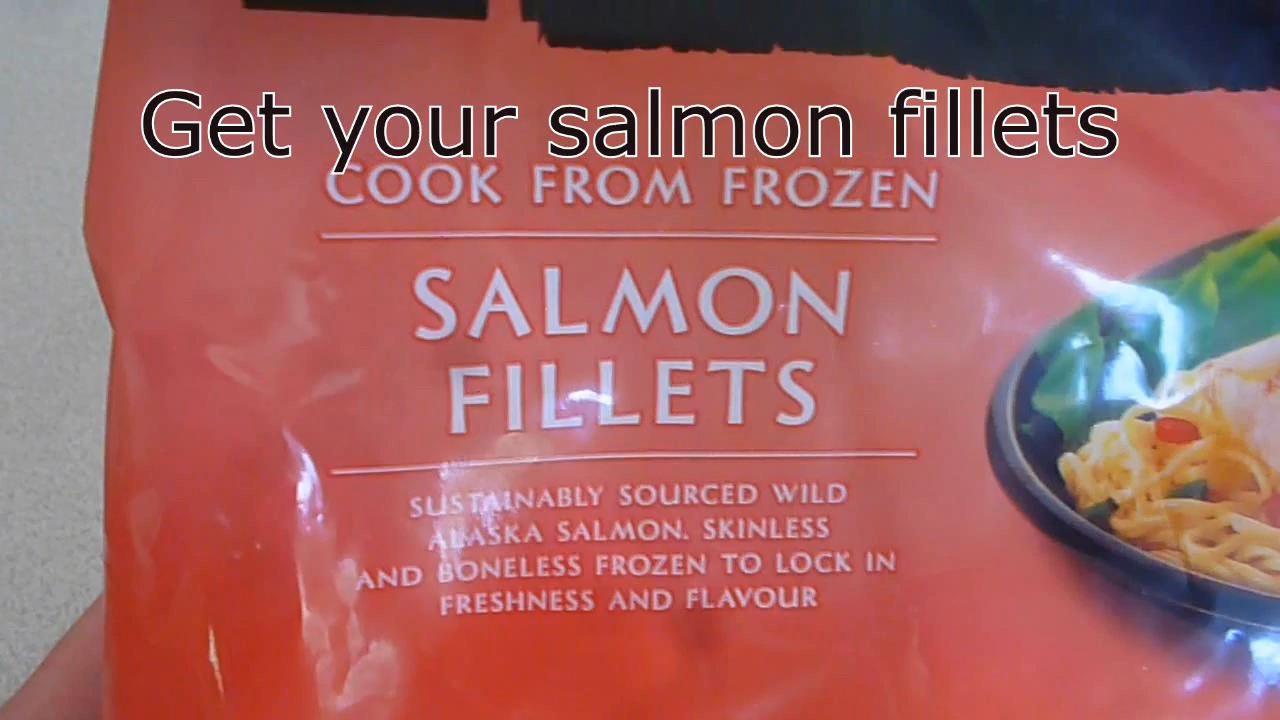 Get your salmon fillets
COOK FROM FROZEN
SALMON
FILLETS
SUSTAINABLY SOURCED WILD
ALASKA SALMON. SKINLESS
AND BONELESS FROZEN TO LOCK IN
FRESHNESS AND FLAVOUR